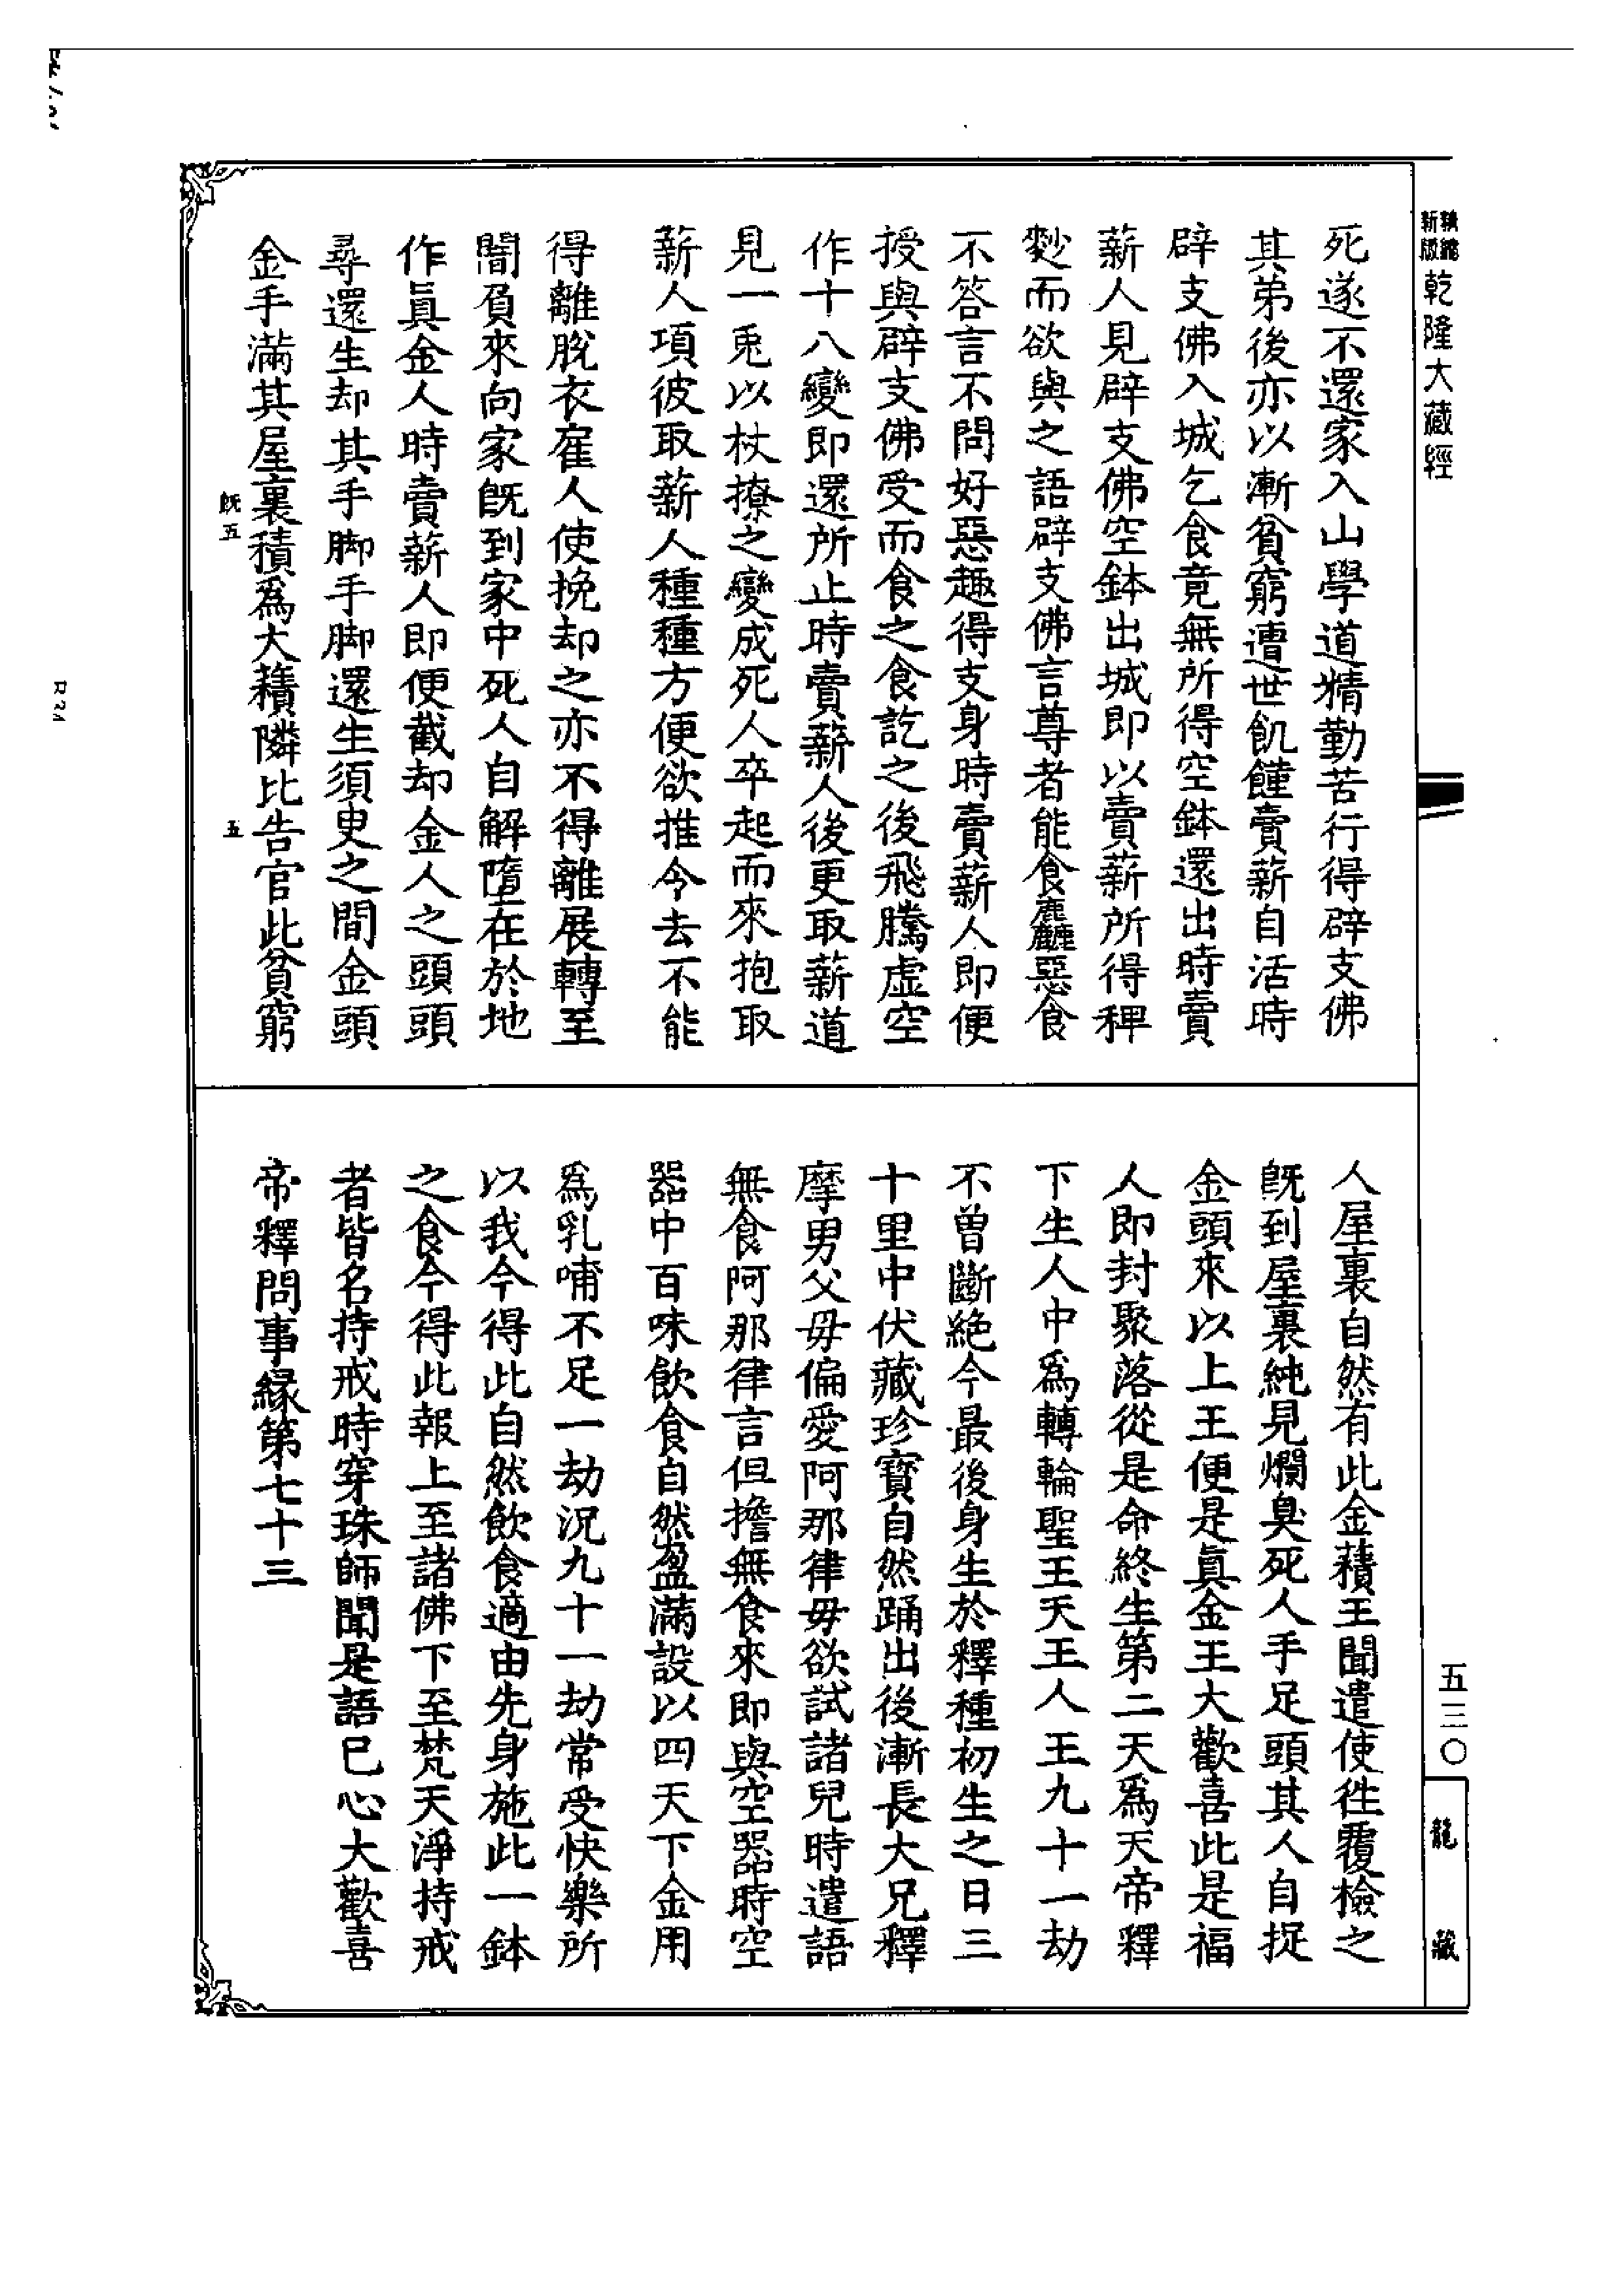 新版精縮乾隆大藏經
死遂不還家入山學道精勤苦行得辟支佛
其弟後亦以漸貧窮遭世飢饉賣薪自活時
辟支佛入城乞食竟無所得空鉢還出時賣
薪人見辟支佛空鉢出城即以賣薪所得稗
麨而欲與之語辟支佛言尊者能食麤惡食
不答言不問好惡趣得支身時賣薪人即便
授與辟支佛受而食之食訖之後飛騰虛空
作十八變即還所止時賣薪人後更取薪道
見一兎以杖撩之變成死人卒起而來抱取
薪人項彼取薪人種種方便欲推令去不能
得離脫衣雇人使挽却之亦不得離展轉至
闇負來向家旣到家中死人自解墮在於地
作眞金人時賣薪人即便截却金人之頭頭
尋還生却其手脚手脚還生須臾之間金頭
金手滿其屋裏積爲大𧂐隣比告官此貧窮
旣五 五
人屋裏自然有此金𧂐王聞遣使徃覆檢之
旣到屋裏純見爛臭死人手足頭其人自捉
金頭來以上王便是眞金王大歡喜此是福
人即封聚落從是命終生第二天爲天帝釋
下生人中爲轉輪聖王天王人王九十一劫
不曾斷絶今最後身生於釋種初生之日三
十里中伏藏珍寶自然踊出後漸長大兄釋
摩男父毋偏愛阿那律毋欲試諸兒時遣語
無食阿那律言但擔無食來即與空器時空
器中百味飲食自然盈滿設以四天下金用
爲乳哺不足一劫況九十一劫常受快樂所
以我今得此自然飲食適由先身施此一鉢
之食今得此報上至諸佛下至梵天淨持戒
者皆名持戒時穿珠師聞是語已心大歡喜
帝釋問事緣第七十三
五三〇
龍藏